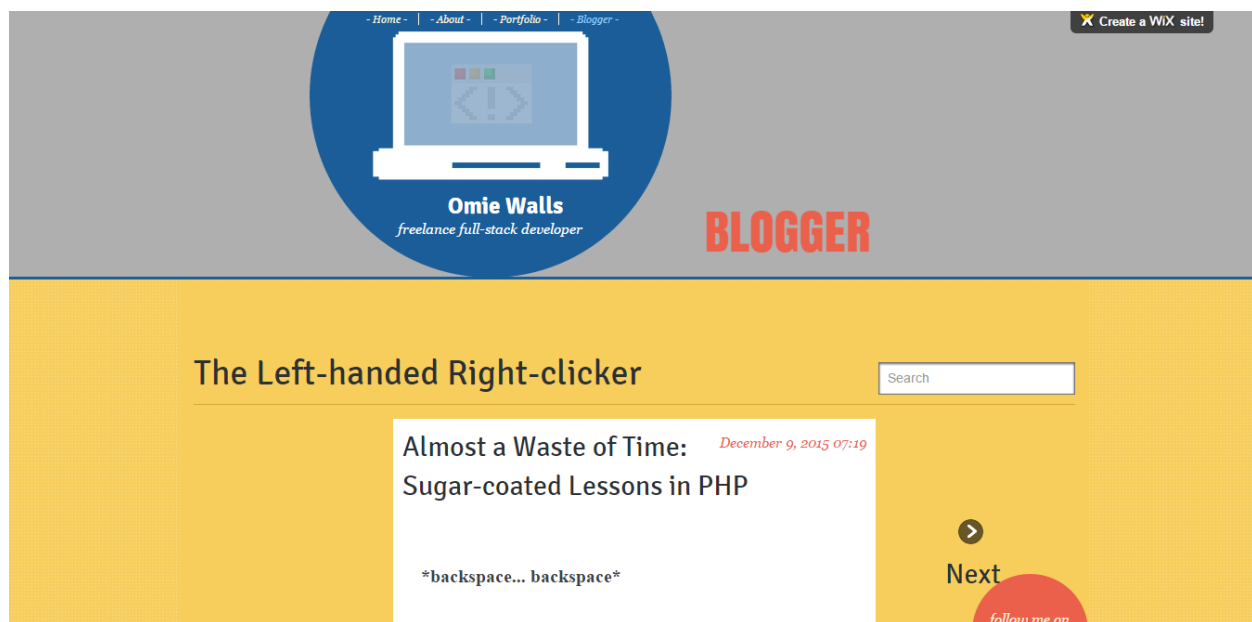 - Home - | - About - | - Portfolio - | - Blogger -
Create a WiX site!
<!>
Omie Walls
freelance full-stack developer
BLOGGER
The Left-handed Right-clicker
Search
Almost a Waste of Time:
December 9, 2015 07:19
Sugar-coated Lessons in PHP
*backspace... backspace*
Next
follow me on